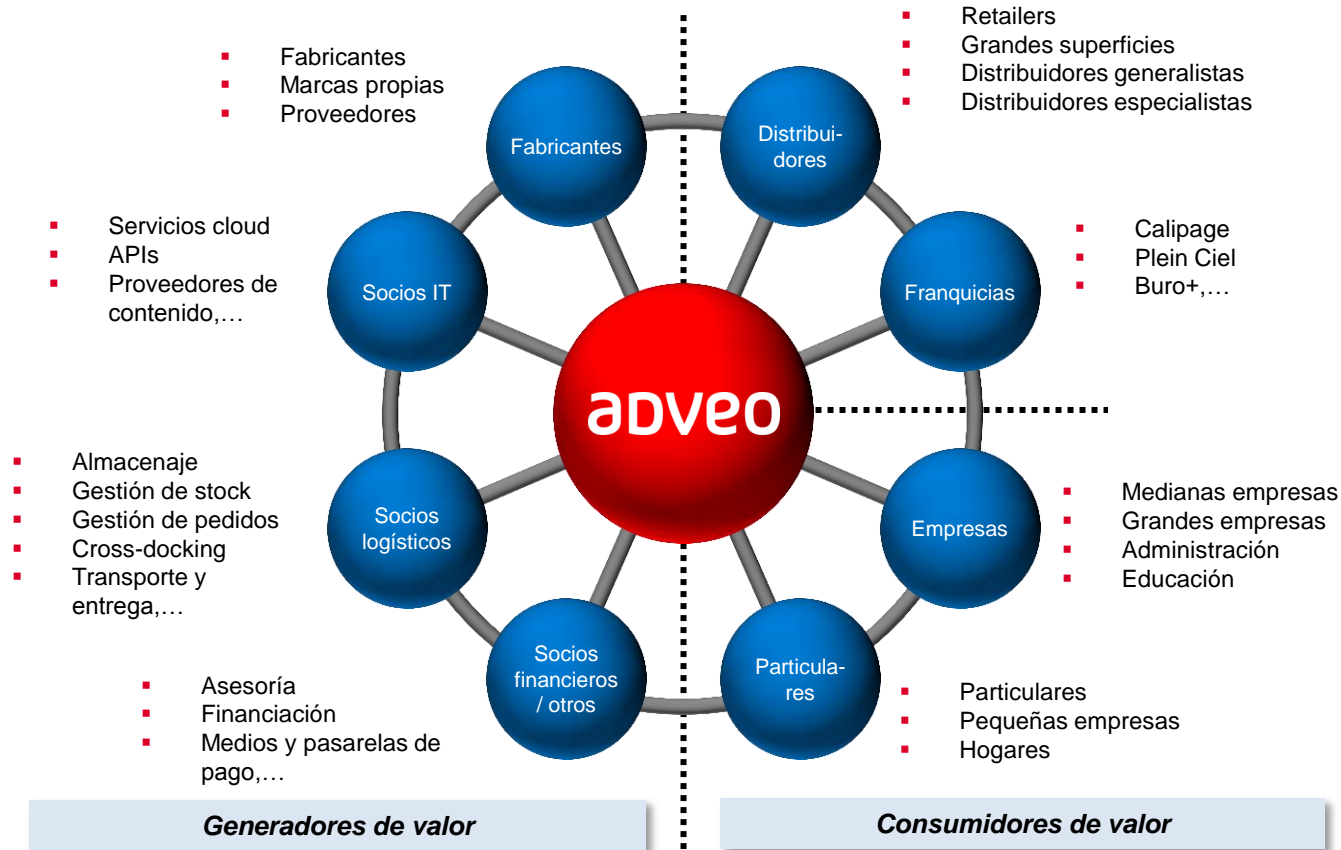 Fabricantes
Marcas propias
Proveedores
Retailers
Grandes superficies
Distribuidores generalistas
Distribuidores especialistas
Fabricantes
Distribui-
dores
Servicios cloud
APIs
Proveedores de
contenido,…
Socios IT
Franquicias
Calipage
Plein Ciel
Buro+,…
aDveo
Almacenaje
Gestión de stock
Gestión de pedidos
Cross-docking
Transporte y
entrega,…
Socios
logísticos
Empresas
Medianas empresas
Grandes empresas
Administración
Educación
Asesoría
Financiación
Medios y pasarelas de
pago,…
Socios
financieros
/ otros
Particula-
res
Particulares
Pequeñas empresas
Hogares
Generadores de valor
Consumidores de valor